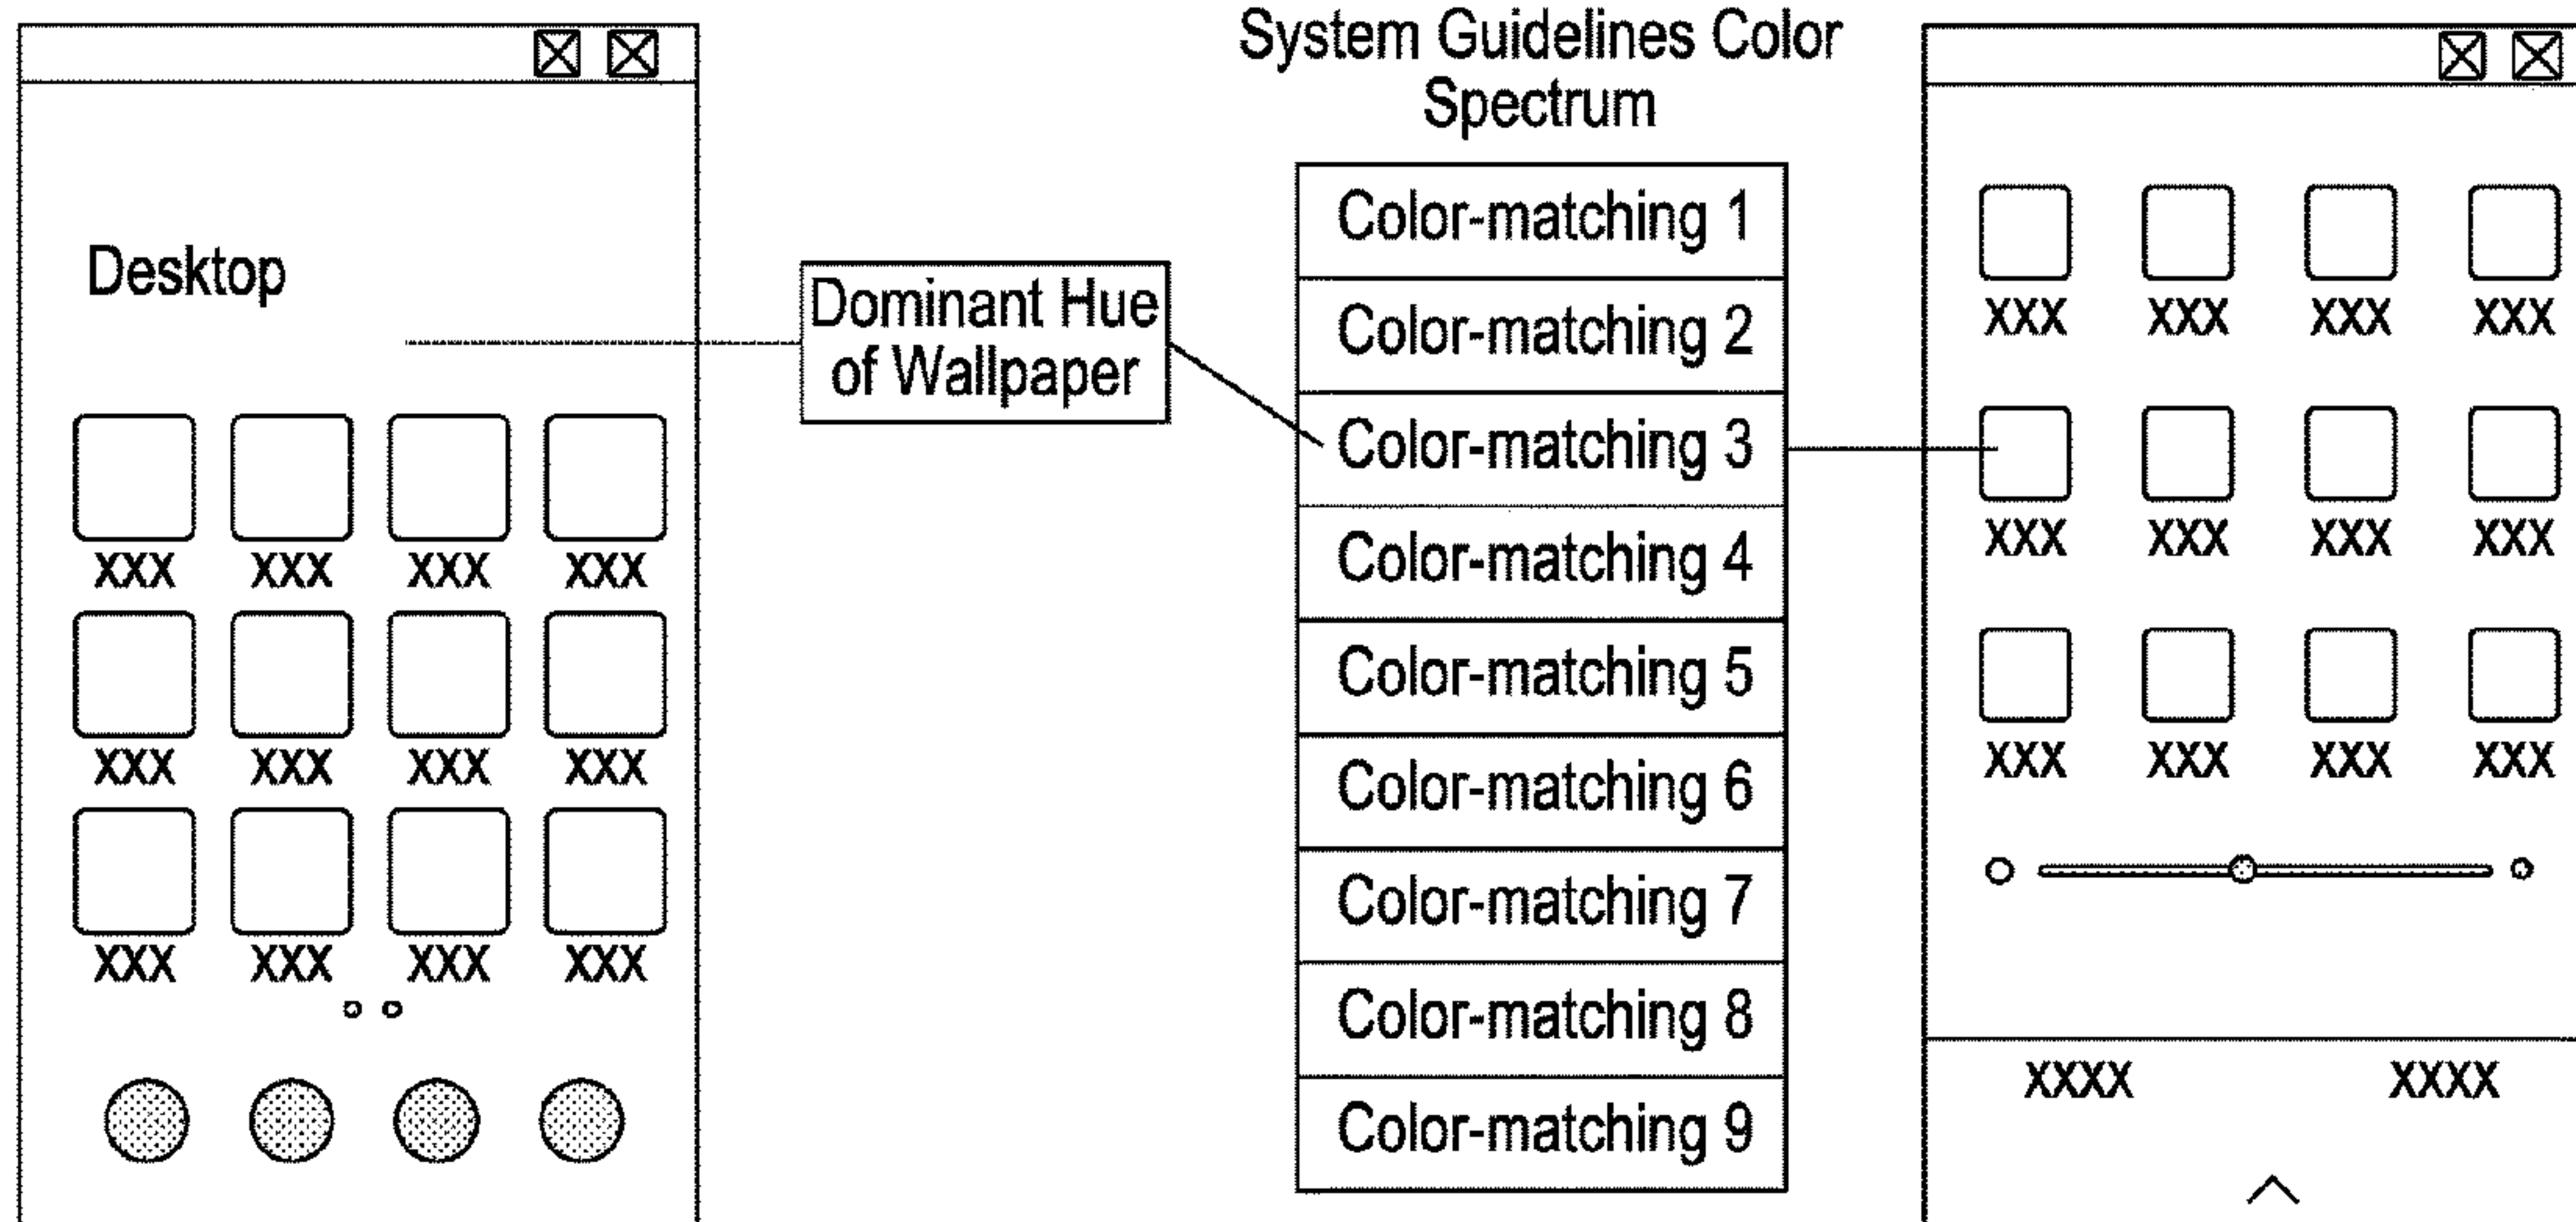 System Guidelines Color
Spectrum
Desktop
XXX XXX XXX XXX
XXX XXX XXX XXX
XXX XXX XXX XXX
Dominant Hue
of Wallpaper
Color-matching 1
Color-matching 2
Color-matching 3
Color-matching 4
Color-matching 5
Color-matching 6
Color-matching 7
Color-matching 8
Color-matching 9
XXX XXX XXX XXX
XXX XXX XXX XXX
XXX XXX XXX XXX
XXXX XXXX